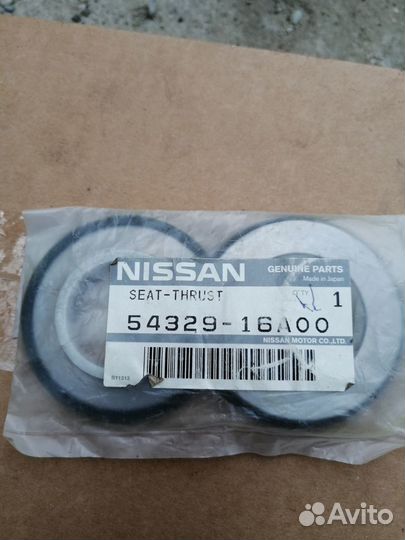 NISSAN
GENUINE PARTS
Made in Japan
SEAT-THRUST
1
54329-16A00
NISSAN MOTOR CO.,LTD.
Avito